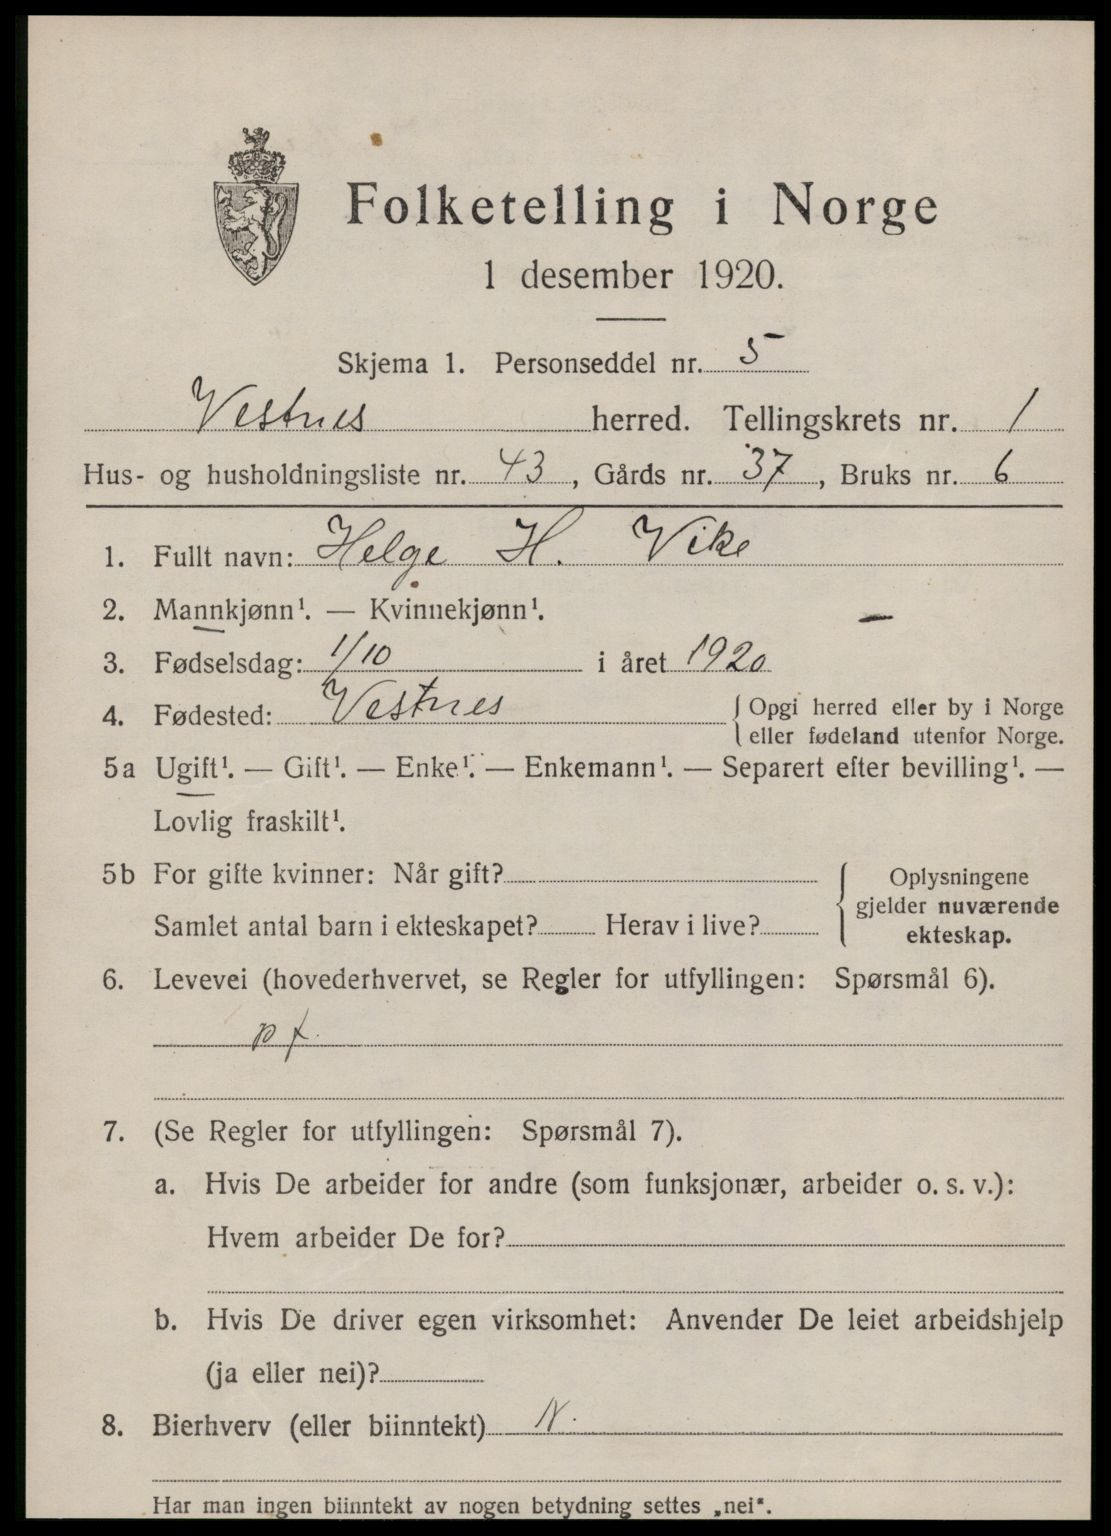 Folketelling i Norge
1 desember 1920.
Skjema 1. Personseddel nr. 5
Vestnes herred. Tellingskrets nr. 1
Hus- og husholdningsliste nr. 43, Gårds nr. 37, Bruks nr. 6
1. Fullt navn: Helge H. Vike
2. Mannkjønn¹. — Kvinnekjønn¹. —
3. Fødselsdag: 1/10 i året 1920
4. Fødested: Vestnes { Opgi herred eller by i Norge
eller fødeland utenfor Norge.
5a Ugift¹. — Gift¹. — Enke¹. — Enkemann¹. — Separert efter bevilling¹. —
Lovlig fraskilt¹.
5b For gifte kvinner: Når gift? { Oplysningene
gjelder nuværende
Samlet antal barn i ekteskapet? Herav i live?
ekteskap.
6. Levevei (hovederhvervet, se Regler for utfyllingen: Spørsmål 6).
p f.
7. (Se Regler for utfyllingen: Spørsmål 7).
a. Hvis De arbeider for andre (som funksjonær, arbeider o. s. v.):
Hvem arbeider De for?
b. Hvis De driver egen virksomhet: Anvender De leiet arbeidshjelp
(ja eller nei)?
8. Bierhverv (eller biinntekt) N.
Har man ingen biinntekt av nogen betydning settes „nei“.